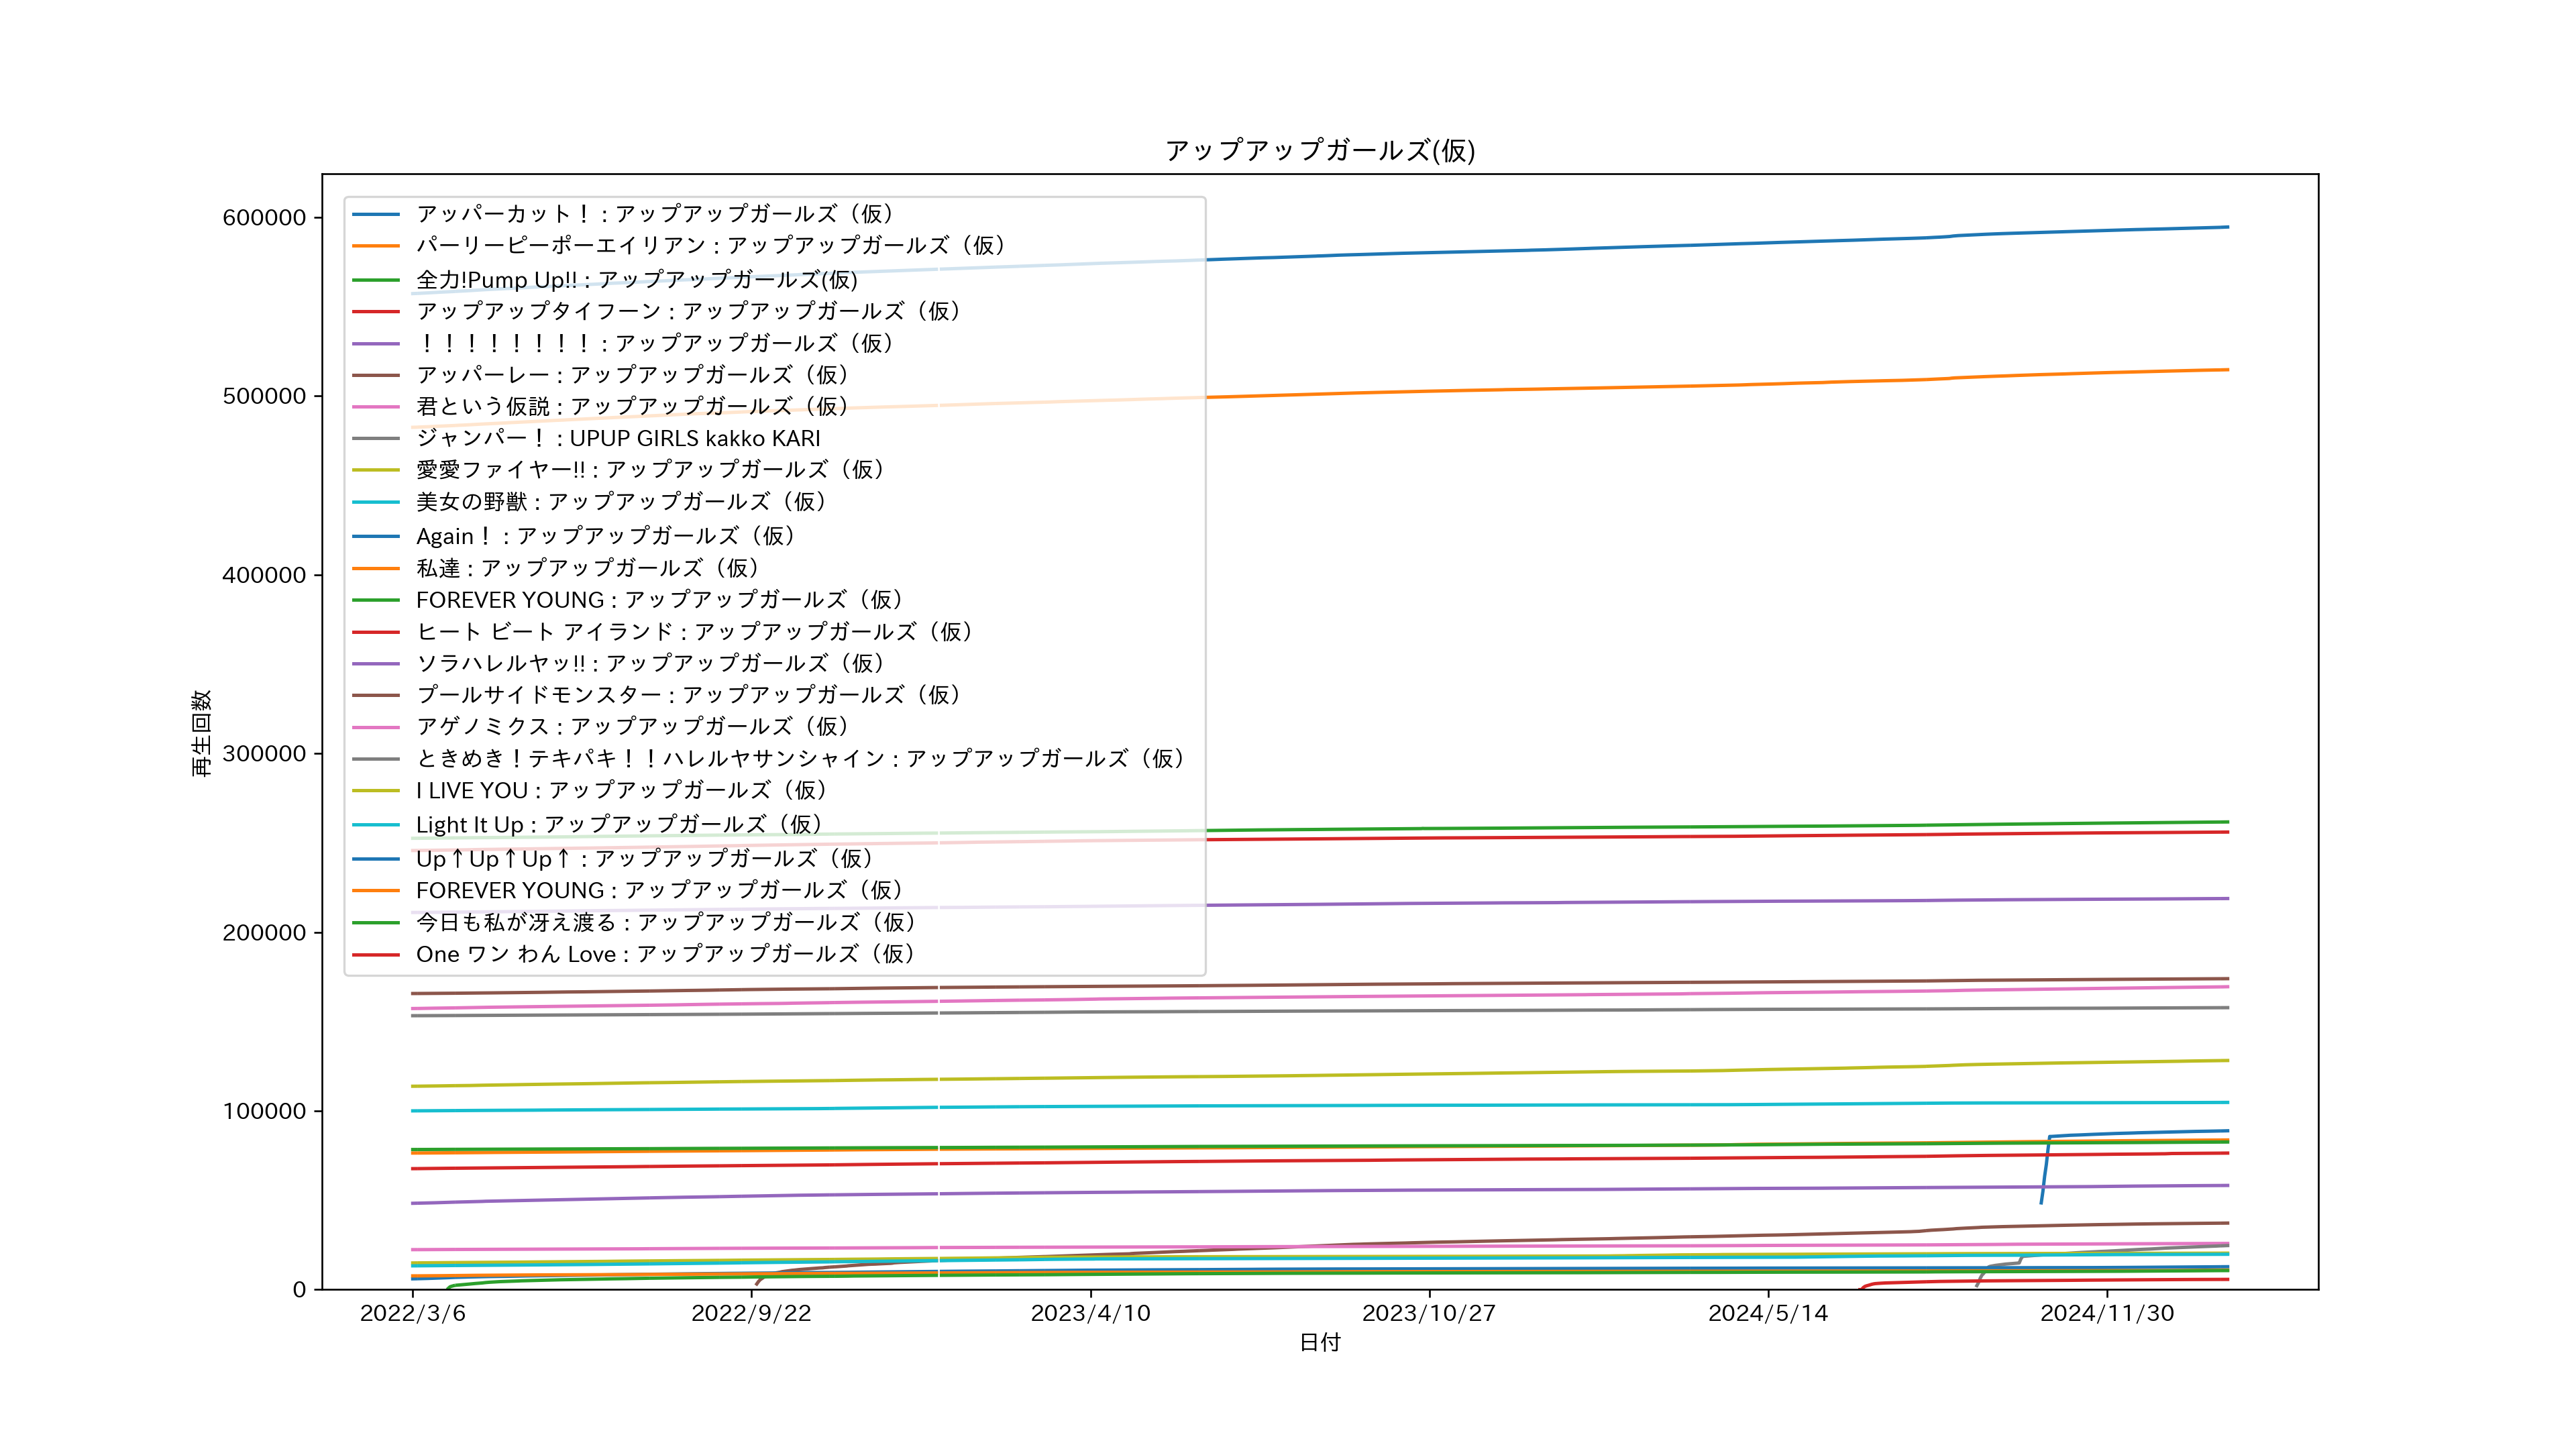 アップアップガールズ(仮)
600000
500000
400000
300000
200000
100000
0
再生回数
アッパーカット！ : アップアップガールズ（仮）
パーリーピーポーエイリアン : アップアップガールズ（仮）
全力!Pump Up!! : アップアップガールズ(仮)
アップアップタイフーン : アップアップガールズ（仮）
！！！！！！！！ : アップアップガールズ（仮）
アッパーレー : アップアップガールズ（仮）
君という仮説 : アップアップガールズ（仮）
ジャンパー！ : UPUP GIRLS kakko KARI
愛愛ファイヤー!! : アップアップガールズ（仮）
美女の野獣 : アップアップガールズ（仮）
Again！ : アップアップガールズ（仮）
私達 : アップアップガールズ（仮）
FOREVER YOUNG : アップアップガールズ（仮）
ヒート ビート アイランド : アップアップガールズ（仮）
ソラハレルヤッ!! : アップアップガールズ（仮）
プールサイドモンスター : アップアップガールズ（仮）
アゲノミクス : アップアップガールズ（仮）
ときめき！テキパキ！！ハレルヤサンシャイン : アップアップガールズ（仮）
I LIVE YOU : アップアップガールズ（仮）
Light It Up : アップアップガールズ（仮）
Up↑Up↑Up↑ : アップアップガールズ（仮）
FOREVER YOUNG : アップアップガールズ（仮）
今日も私が冴え渡る : アップアップガールズ（仮）
One ワン わん Love : アップアップガールズ（仮）
2022/3/6 2022/9/22 2023/4/10 2023/10/27 2024/5/14 2024/11/30
日付